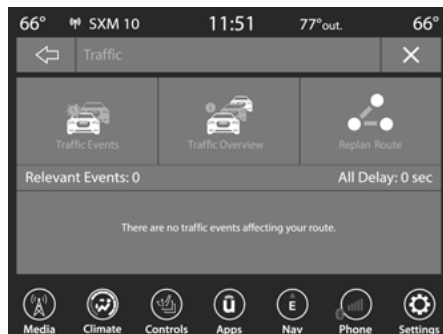 66° SXM 10 11:51 77°out. 66°
Traffic
Traffic Events Traffic Overview Replan Route
Relevant Events: 0 All Delay: 0 sec
There are no traffic events affecting your route.
û E
Media Climate Controls Apps Nav Phone Settings